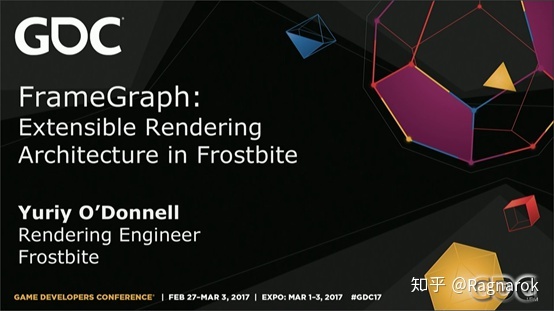 GDC
FrameGraph:
Extensible Rendering
Architecture in Frostbite
Yuriy O’Donnell
Rendering Engineer
Frostbite
GAME DEVELOPERS CONFERENCE® | FEB 27-MAR 3, 2017 | EXPO: MAR 1-3, 2017 #GDC17
知乎 @Ragnarok
GDC